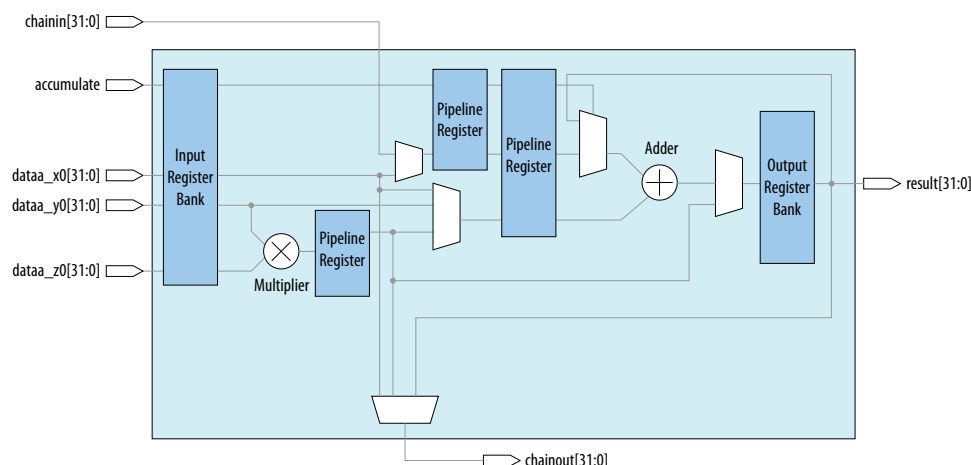 chainin[31:0]
accumulate
dataa_x0[31:0]
dataa_y0[31:0]
dataa_z0[31:0]
Input
Register
Bank
Multiplier
Pipeline
Register
Pipeline
Register
Pipeline
Register
Adder
Output
Register
Bank
result[31:0]
chainout[31:0]